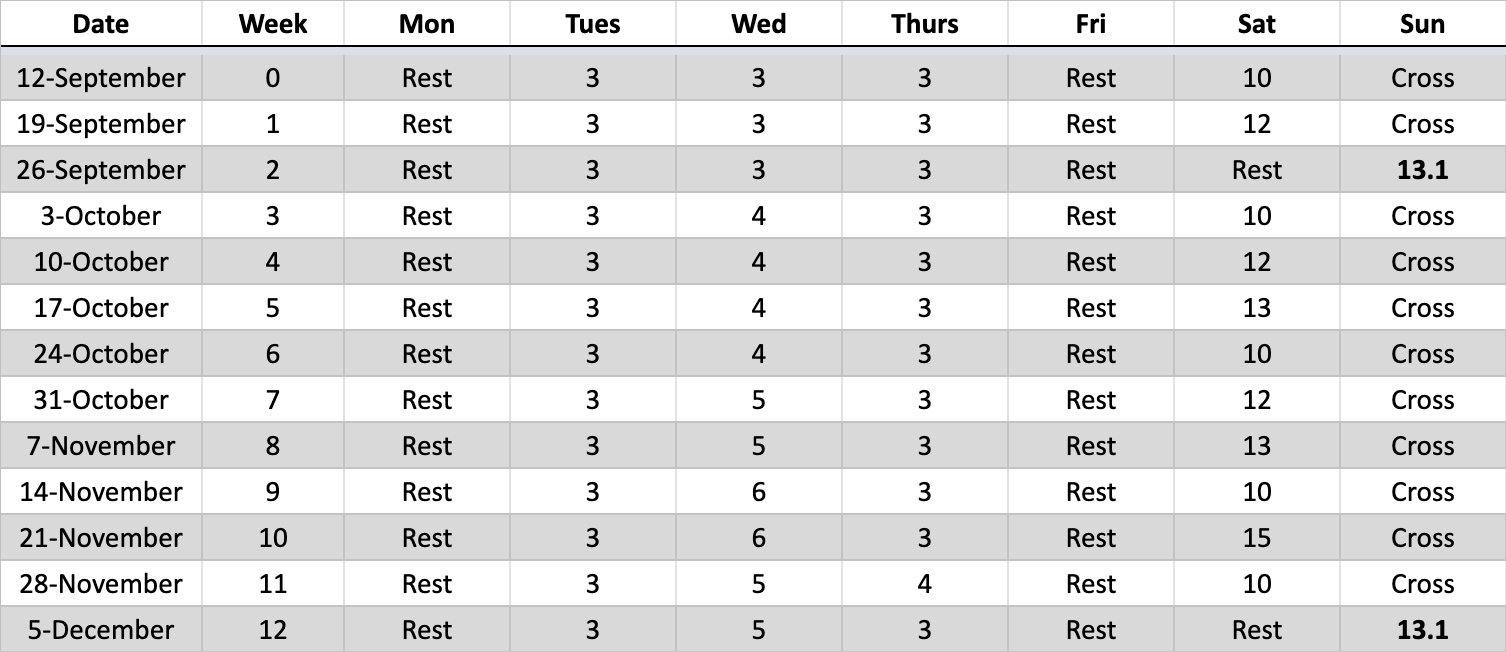 Date Week Mon Tues Wed Thurs Fri Sat Sun
12-September 0 Rest 3 3 3 Rest 10 Cross
19-September 1 Rest 3 3 3 Rest 12 Cross
26-September 2 Rest 3 3 3 Rest Rest 13.1
3-October 3 Rest 3 4 3 Rest 10 Cross
10-October 4 Rest 3 4 3 Rest 12 Cross
17-October 5 Rest 3 4 3 Rest 13 Cross
24-October 6 Rest 3 4 3 Rest 10 Cross
31-October 7 Rest 3 5 3 Rest 12 Cross
7-November 8 Rest 3 5 3 Rest 13 Cross
14-November 9 Rest 3 6 3 Rest 10 Cross
21-November 10 Rest 3 6 3 Rest 15 Cross
28-November 11 Rest 3 5 4 Rest 10 Cross
5-December 12 Rest 3 5 3 Rest Rest 13.1